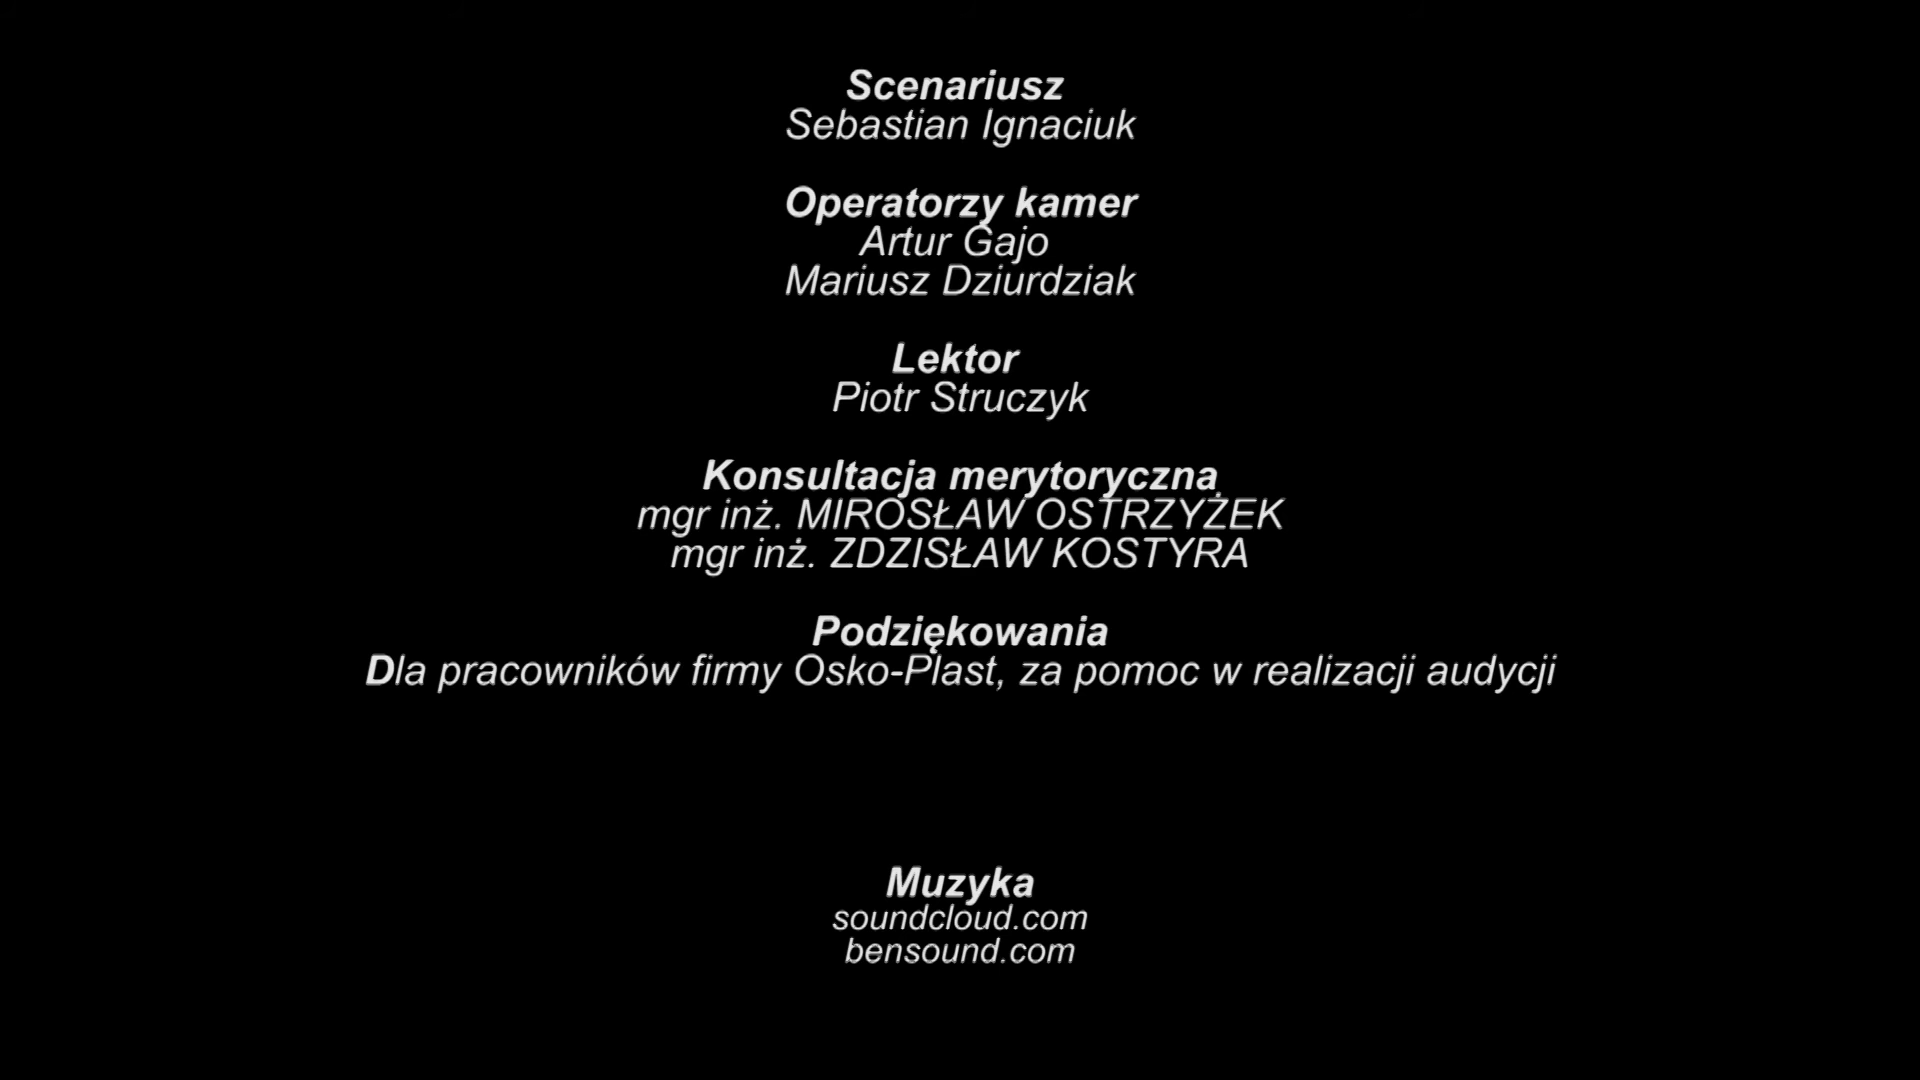 Scenariusz
Sebastian Ignaciuk
Operatorzy kamer
Artur Gajo
Mariusz Dziurdziak
Lektor
Piotr Struczyk
Konsultacja merytoryczna
mgr inż. MIROSŁAW OSTRZYŻEK
mgr inż. ZDZISŁAW KOSTYRA
Podziękowania
Dla pracowników firmy Osko-Plast, za pomoc w realizacji audycji
Muzyka
soundcloud.com
bensound.com